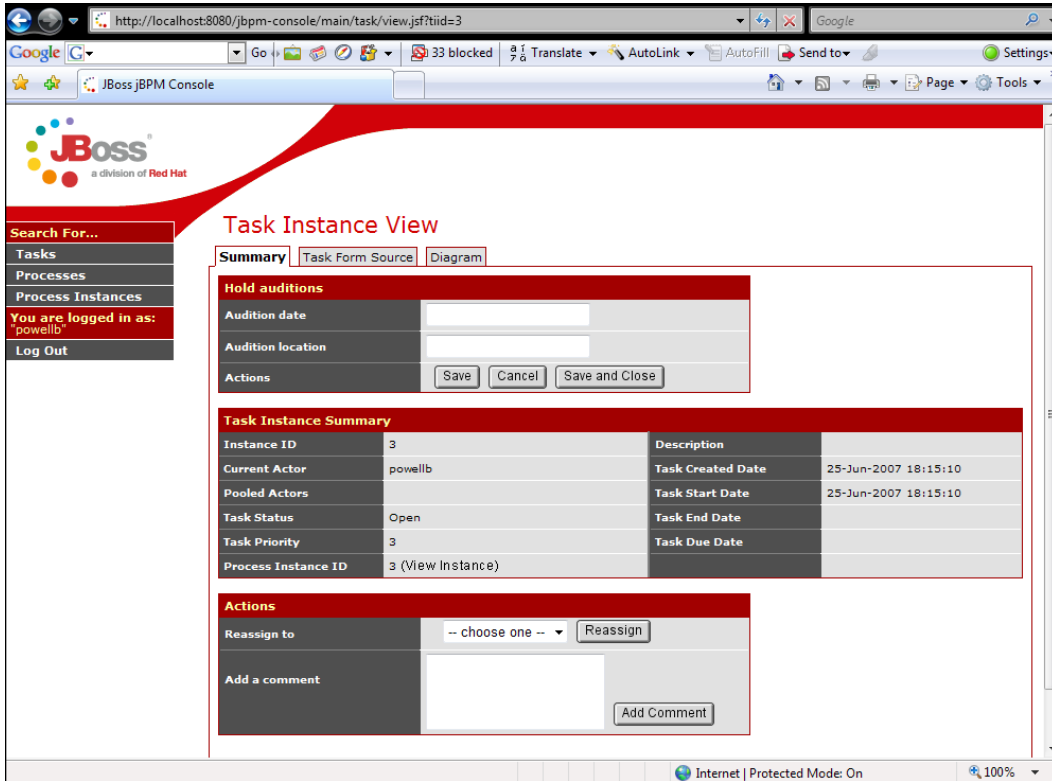 http://localhost:8080/jbpm-console/main/task/view.jsf?tiid=3
Google
Google G Go 33 blocked Translate AutoLink AutoFill Send to Settings
JBoss jBPM Console
Page Tools
JBoss®
a division of Red Hat
Search For...
Tasks
Processes
Process Instances
You are logged in as:
"powellb"
Log Out
Task Instance View
Summary Task Form Source Diagram
Hold auditions
Audition date
Audition location
Actions Save Cancel Save and Close
Task Instance Summary
Instance ID 3 Description
Current Actor powellb Task Created Date 25-Jun-2007 18:15:10
Pooled Actors Task Start Date 25-Jun-2007 18:15:10
Task Status Open Task End Date
Task Priority 3 Task Due Date
Process Instance ID 3 (View Instance)
Actions
Reassign to -- choose one -- Reassign
Add a comment
Add Comment
Internet | Protected Mode: On 100%